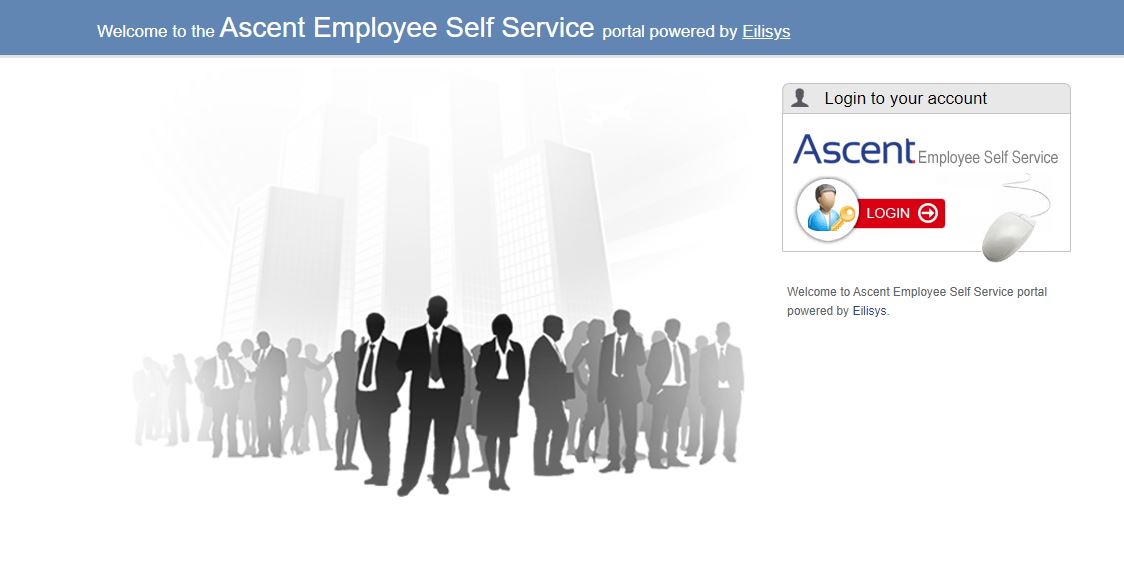 Welcome to the Ascent Employee Self Service portal powered by Eilisys
Login to your account
Ascent Employee Self Service
LOGIN
Welcome to Ascent Employee Self Service portal
powered by Eilisys.